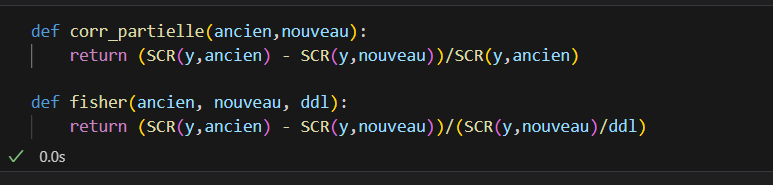 def corr_partielle(ancien,nouveau):
    return (SCR(y,ancien) - SCR(y,nouveau))/SCR(y,ancien)
def fisher(ancien, nouveau, ddl):
    return (SCR(y,ancien) - SCR(y,nouveau))/(SCR(y,nouveau)/ddl)
0.0s